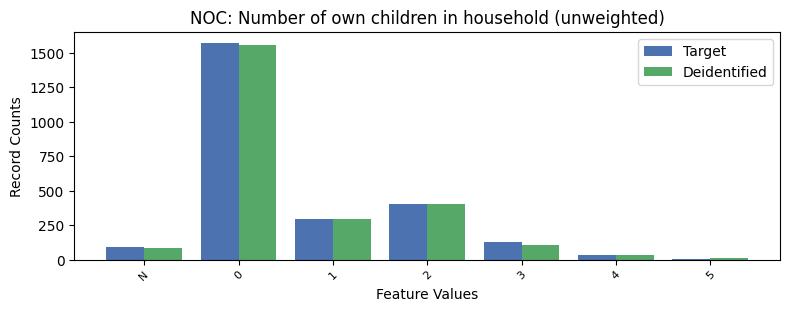 NOC: Number of own children in household (unweighted)
Target
Deidentified
Record Counts
1500
1250
1000
750
500
250
0
N 0 1 2 3 4 5
Feature Values